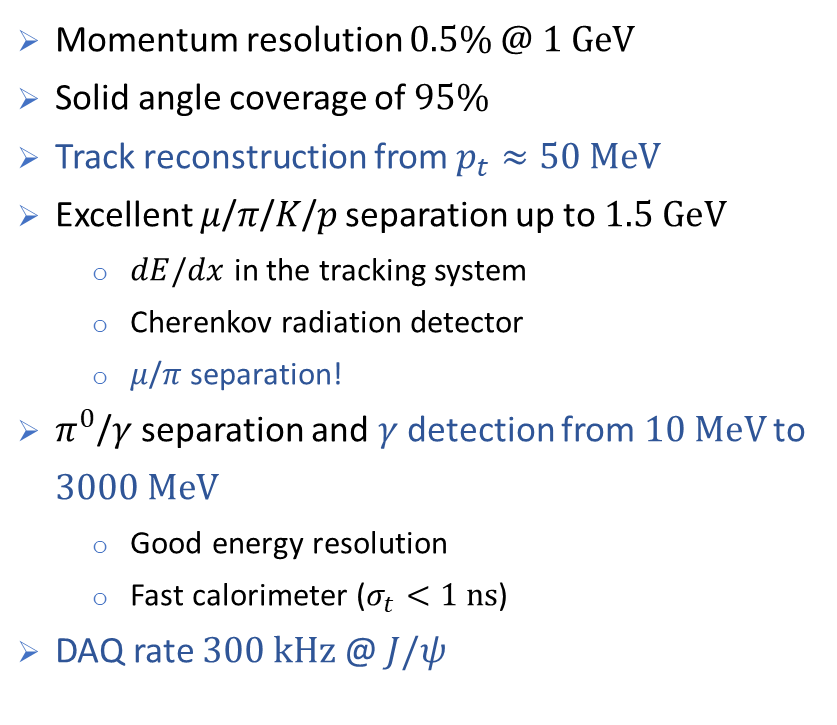 ➢ Momentum resolution 0.5% @ 1 GeV
➢ Solid angle coverage of 95%
➢ Track reconstruction from pₜ ≈ 50 MeV
➢ Excellent μ/π/K/p separation up to 1.5 GeV
○ dE/dx in the tracking system
○ Cherenkov radiation detector
○ μ/π separation!
➢ π⁰/γ separation and γ detection from 10 MeV to
3000 MeV
○ Good energy resolution
○ Fast calorimeter (σₜ < 1 ns)
➢ DAQ rate 300 kHz @ J/ψ